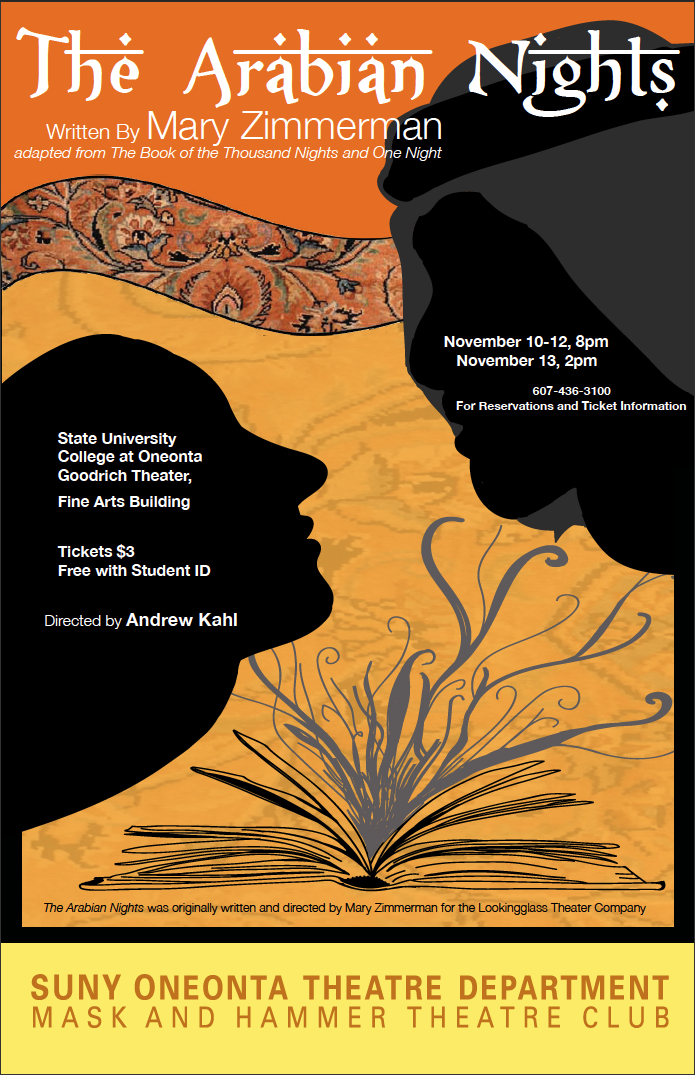 The Arabian Nights
Written By Mary Zimmerman
adapted from The Book of the Thousand Nights and One Night
November 10-12, 8pm
November 13, 2pm
607-436-3100
For Reservations and Ticket Information
State University
College at Oneonta
Goodrich Theater,
Fine Arts Building
Tickets $3
Free with Student ID
Directed by Andrew Kahl
The Arabian Nights was originally written and directed by Mary Zimmerman for the Lookingglass Theater Company
SUNY ONEONTA THEATRE DEPARTMENT
MASK AND HAMMER THEATRE CLUB